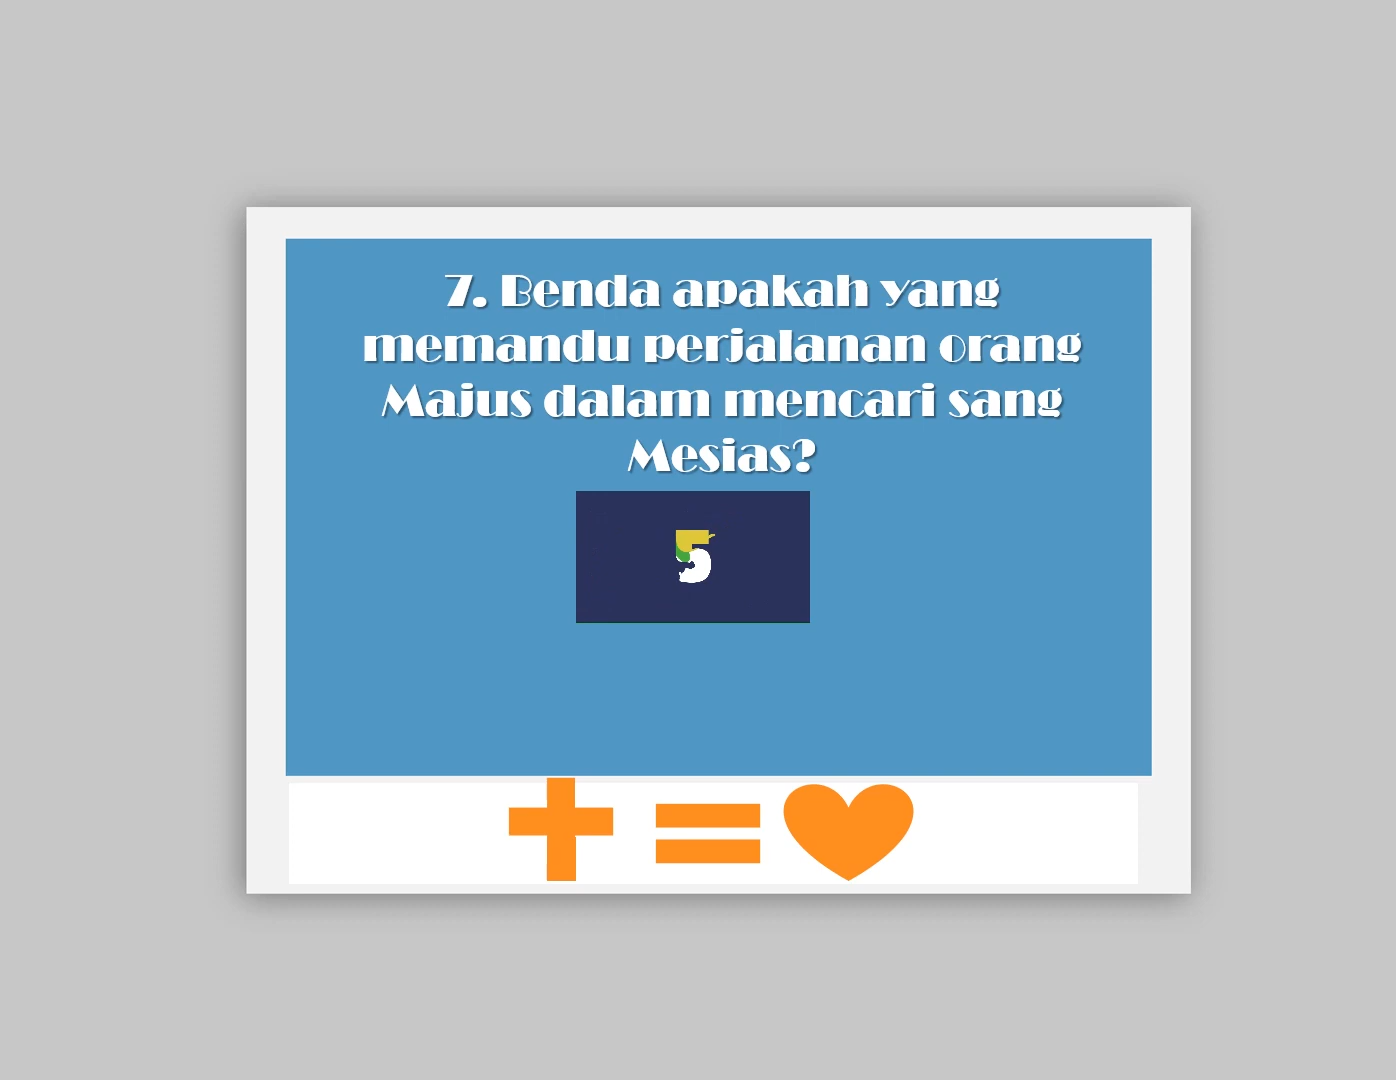 7. Benda apakah yang
memandu perjalanan orang
Majus dalam mencari sang
Mesias?
5